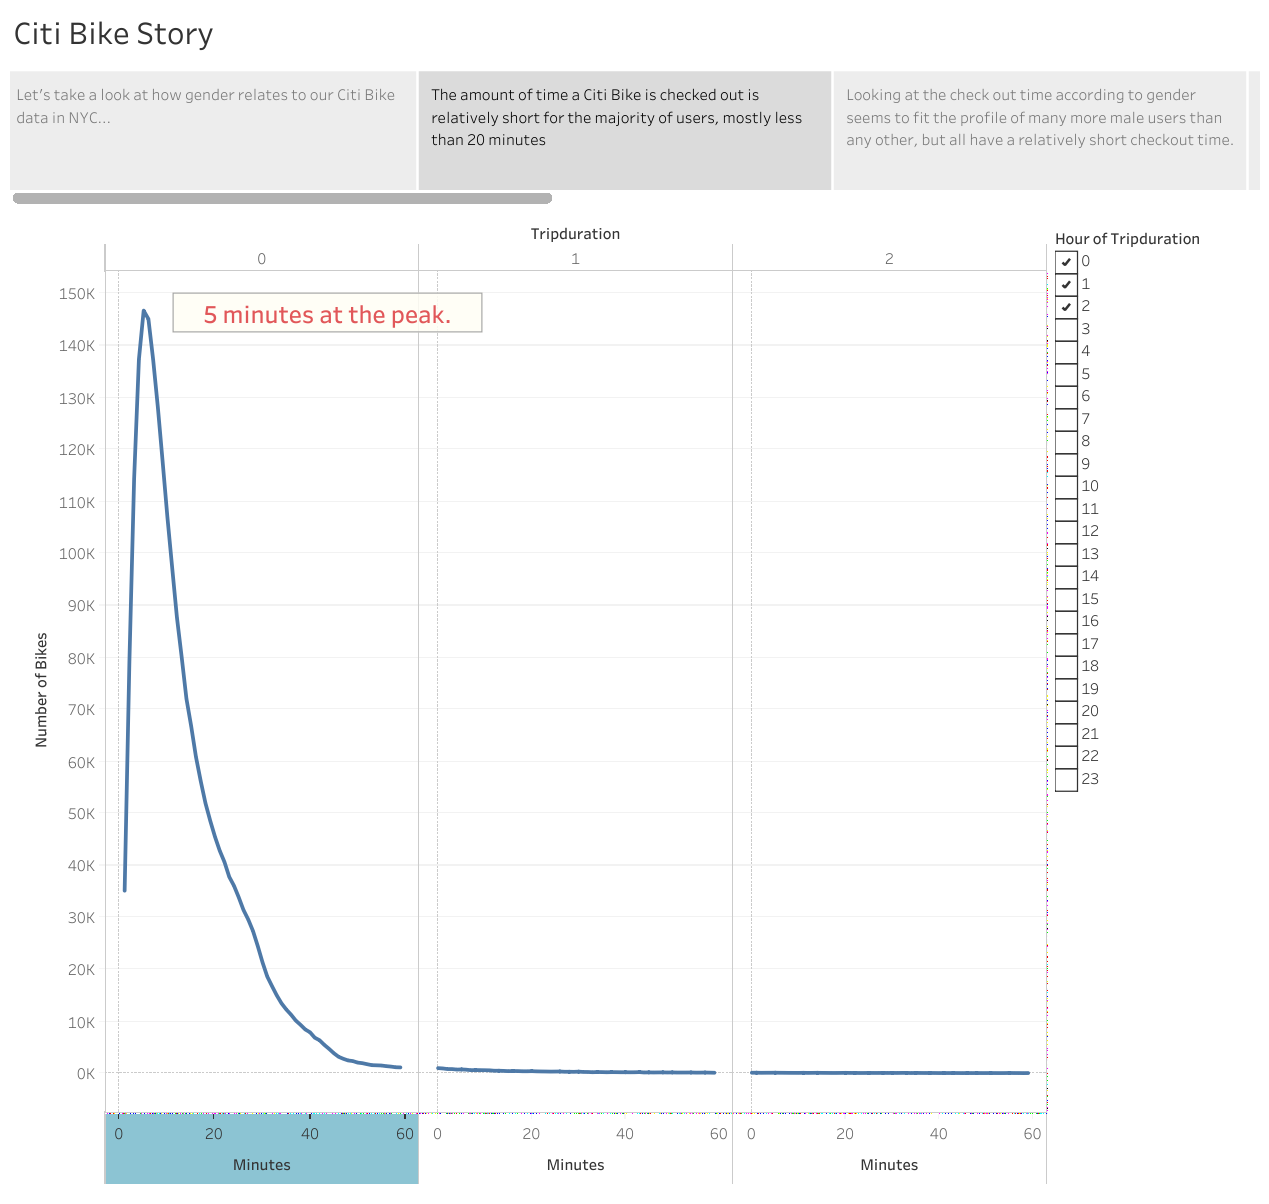 Citi Bike Story
Let's take a look at how gender relates to our Citi Bike
data in NYC...
The amount of time a Citi Bike is checked out is
relatively short for the majority of users, mostly less
than 20 minutes
Looking at the check out time according to gender
seems to fit the profile of many more male users than
any other, but all have a relatively short checkout time.
Tripduration
0 1 2
5 minutes at the peak.
150K
140K
130K
120K
110K
100K
90K
80K
70K
60K
50K
40K
30K
20K
10K
0K
Number of Bikes
0 20 40 60 0 20 40 60 0 20 40 60
Minutes Minutes Minutes
Hour of Tripduration
0
1
2
3
4
5
6
7
8
9
10
11
12
13
14
15
16
17
18
19
20
21
22
23